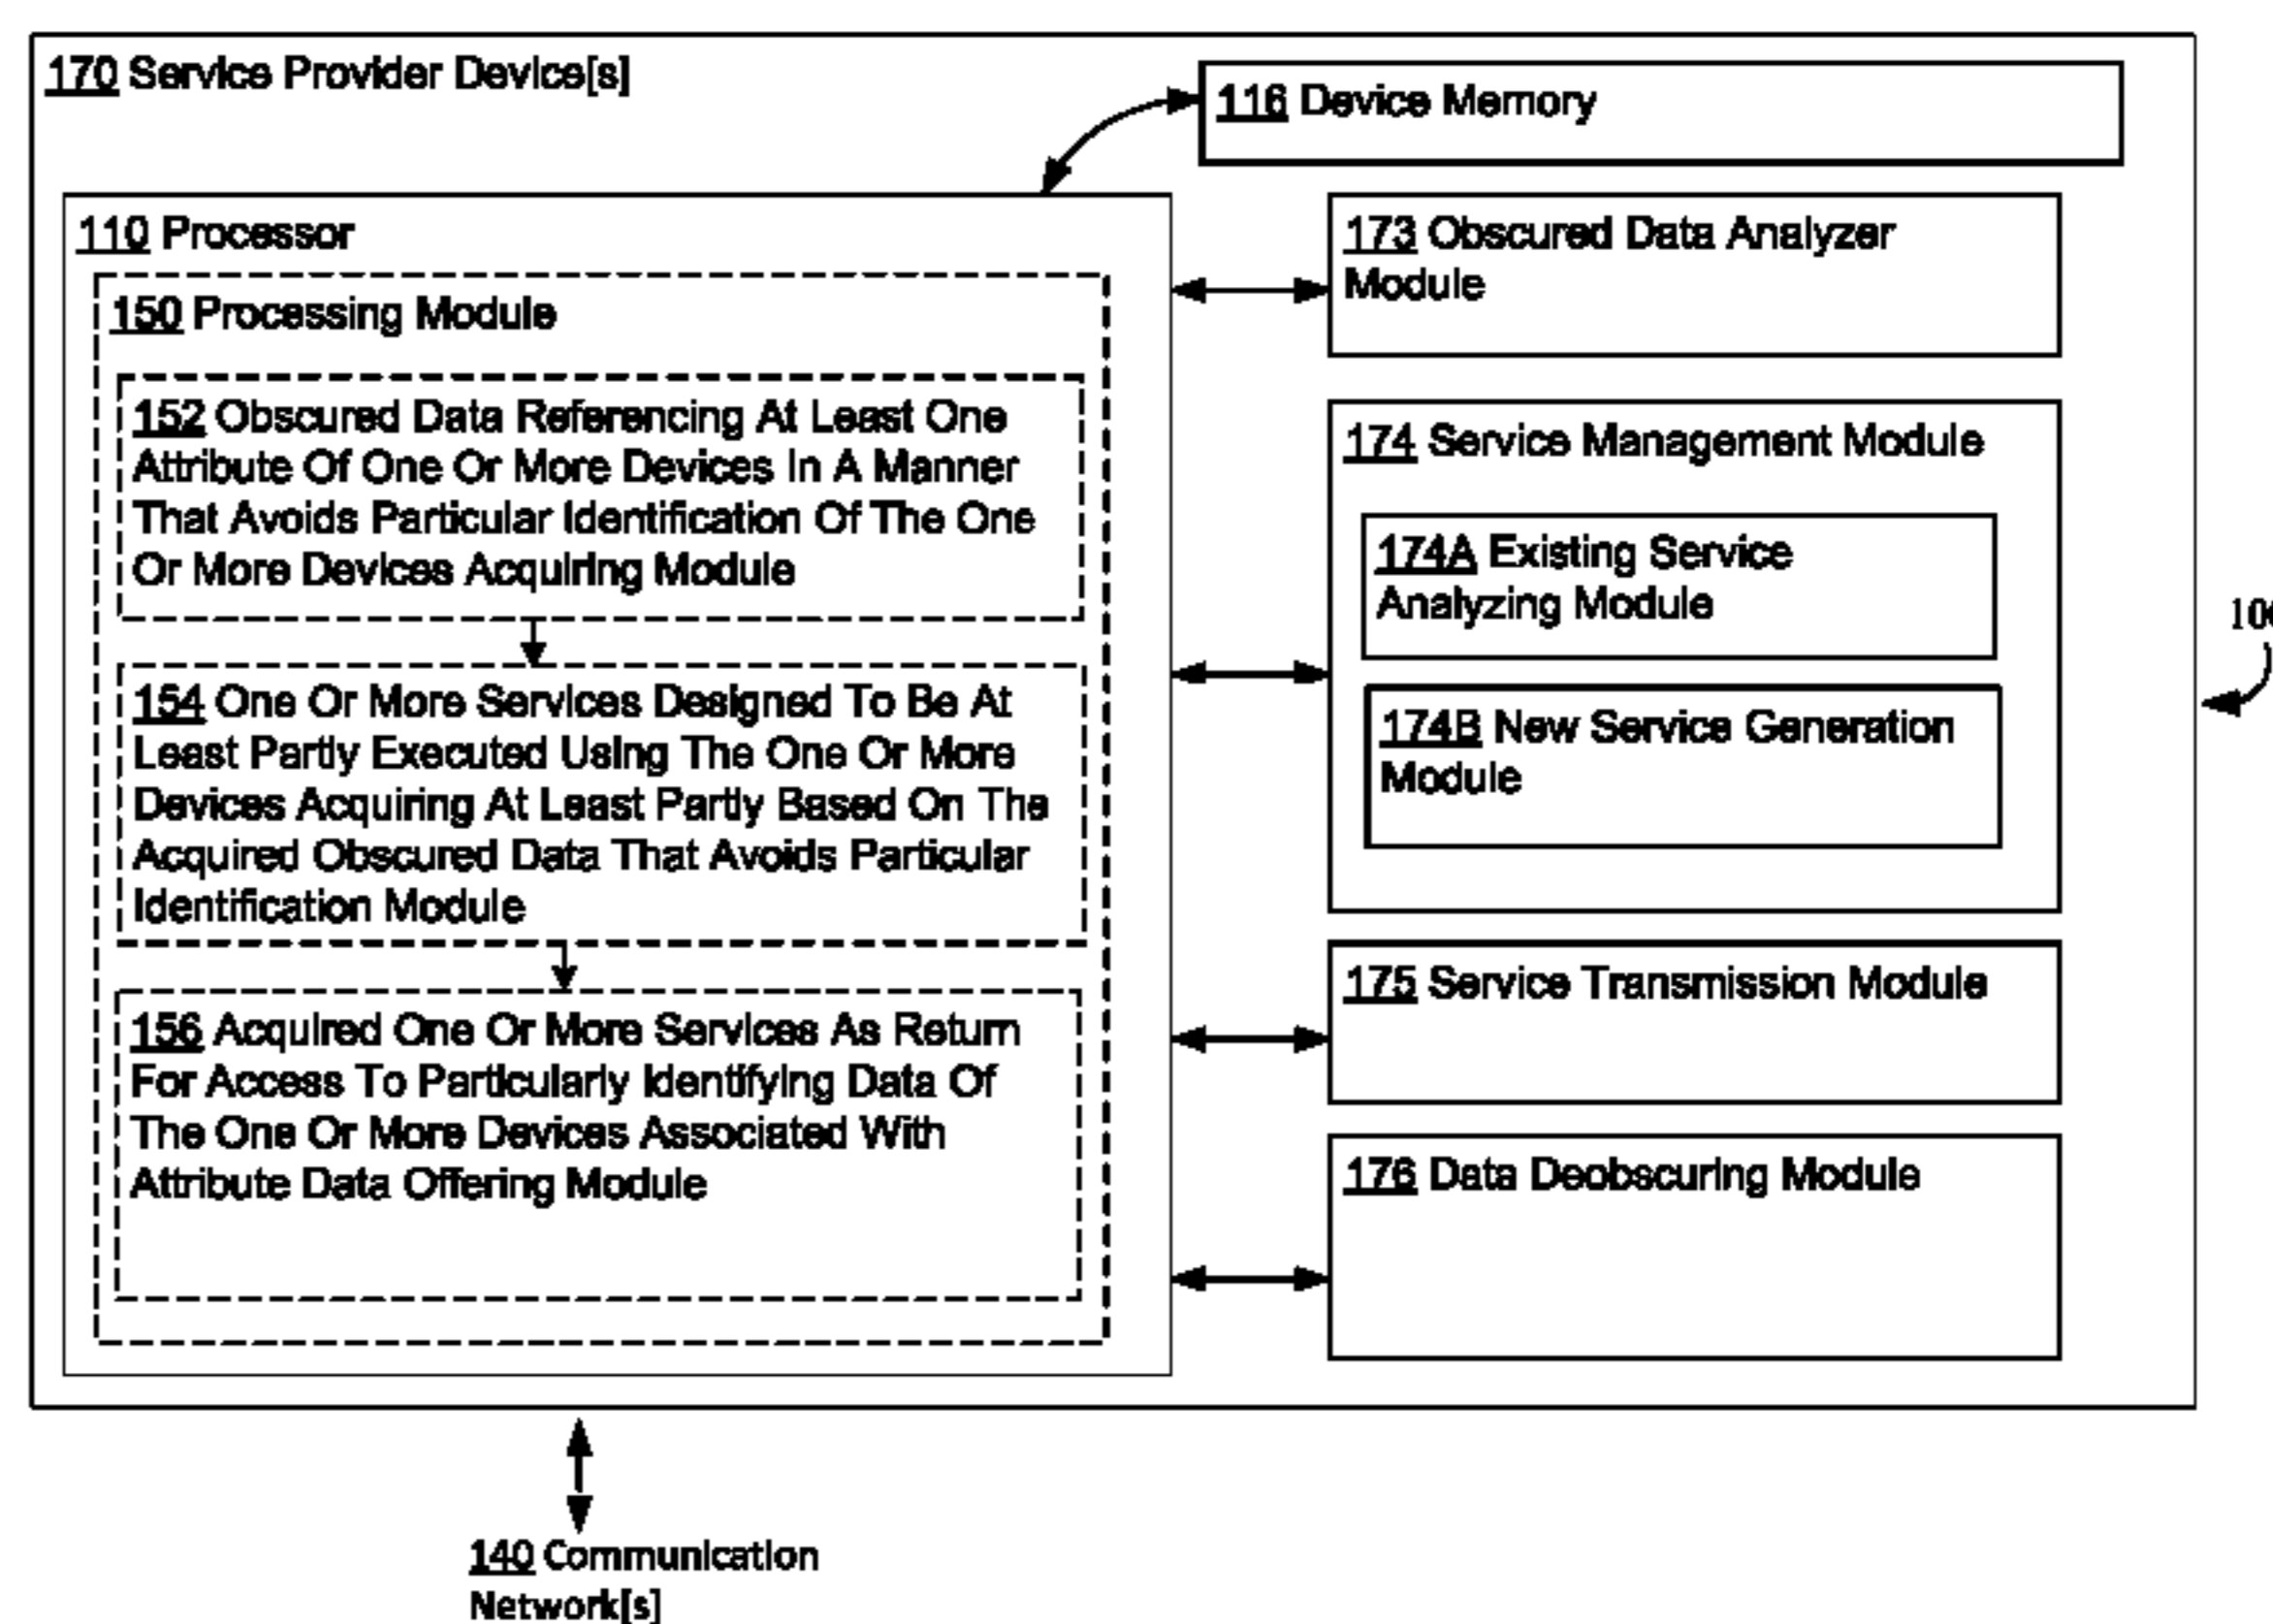 170 Service Provider Device[s]
116 Device Memory
110 Processor
150 Processing Module
152 Obscured Data Referencing At Least One
Attribute Of One Or More Devices In A Manner
That Avoids Particular Identification Of The One
Or More Devices Acquiring Module
154 One Or More Services Designed To Be At
Least Partly Executed Using The One Or More
Devices Acquiring At Least Partly Based On The
Acquired Obscured Data That Avoids Particular
Identification Module
156 Acquired One Or More Services As Return
For Access To Particularly Identifying Data Of
The One Or More Devices Associated With
Attribute Data Offering Module
173 Obscured Data Analyzer
Module
174 Service Management Module
174A Existing Service
Analyzing Module
174B New Service Generation
Module
175 Service Transmission Module
176 Data Deobscuring Module
140 Communication
Network[s]